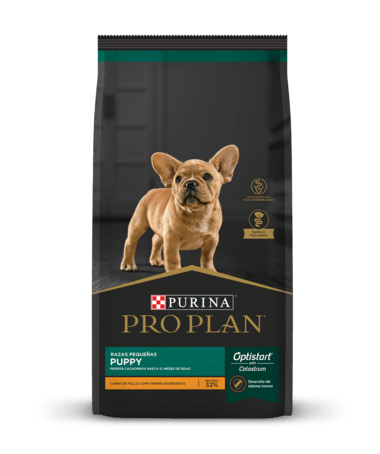 PURINA
PRO PLAN
RAZAS PEQUEÑAS
PUPPY
PERROS CACHORROS HASTA 12 MESES DE EDAD
CARNE DE POLLO COMO PRIMER INGREDIENTE
32%
Optistart®
with
Colostrum
Desarrollo del
sistema inmune